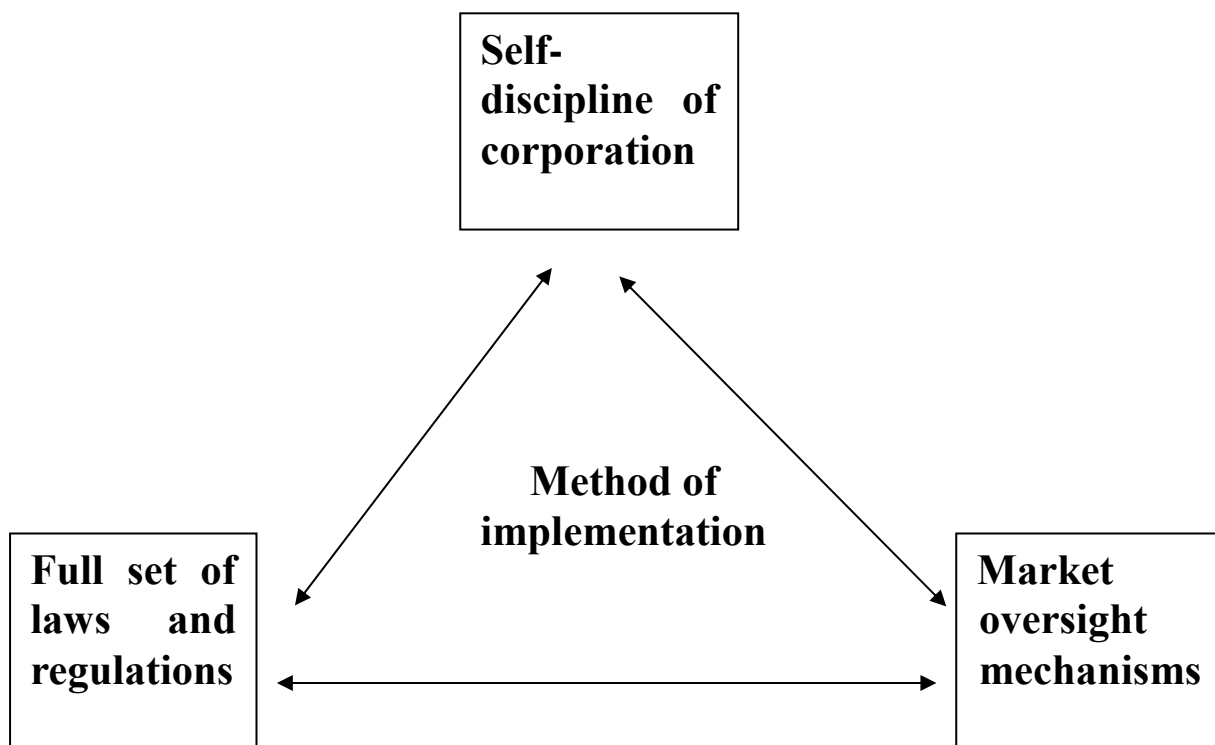 Self-
discipline of
corporation
Method of
implementation
Full set of
laws and
regulations
Market
oversight
mechanisms